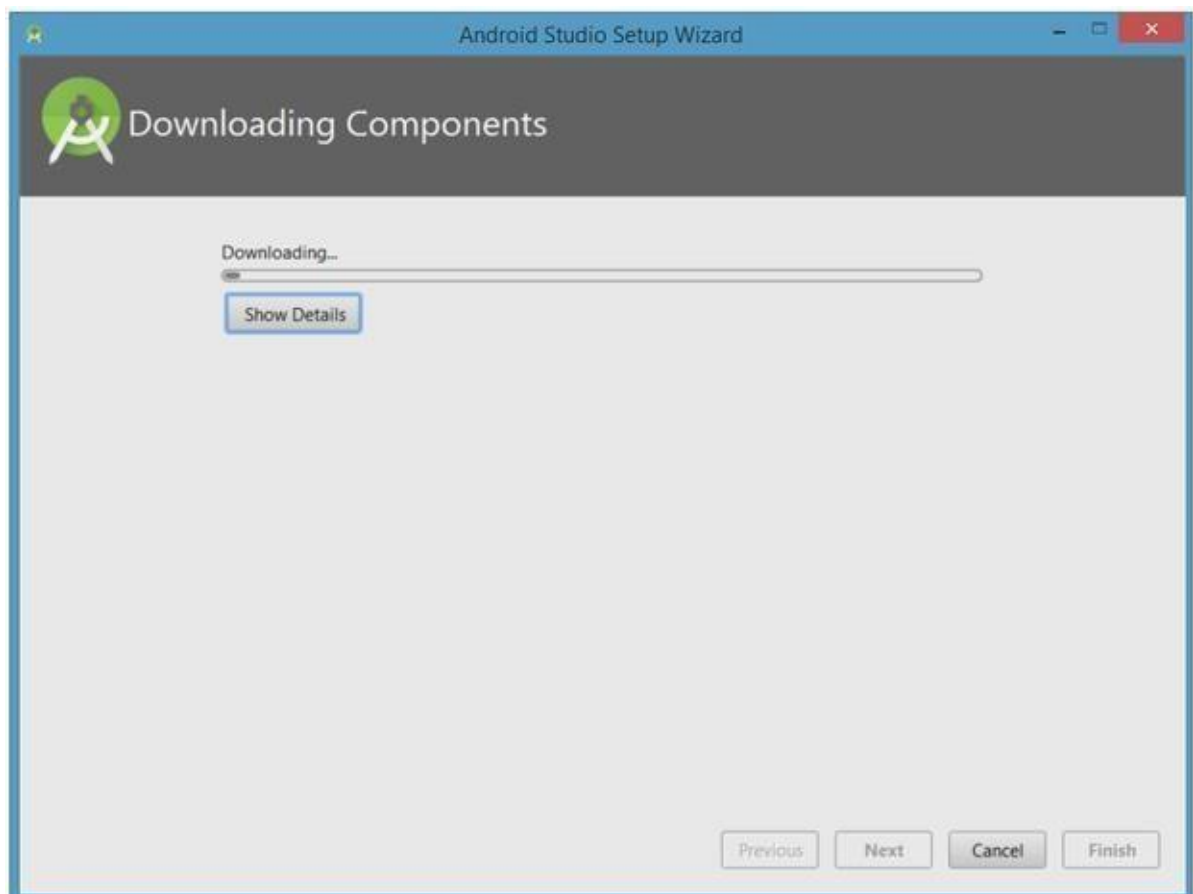 Android Studio Setup Wizard
Downloading Components
Downloading...
Show Details
Previous Next Cancel Finish